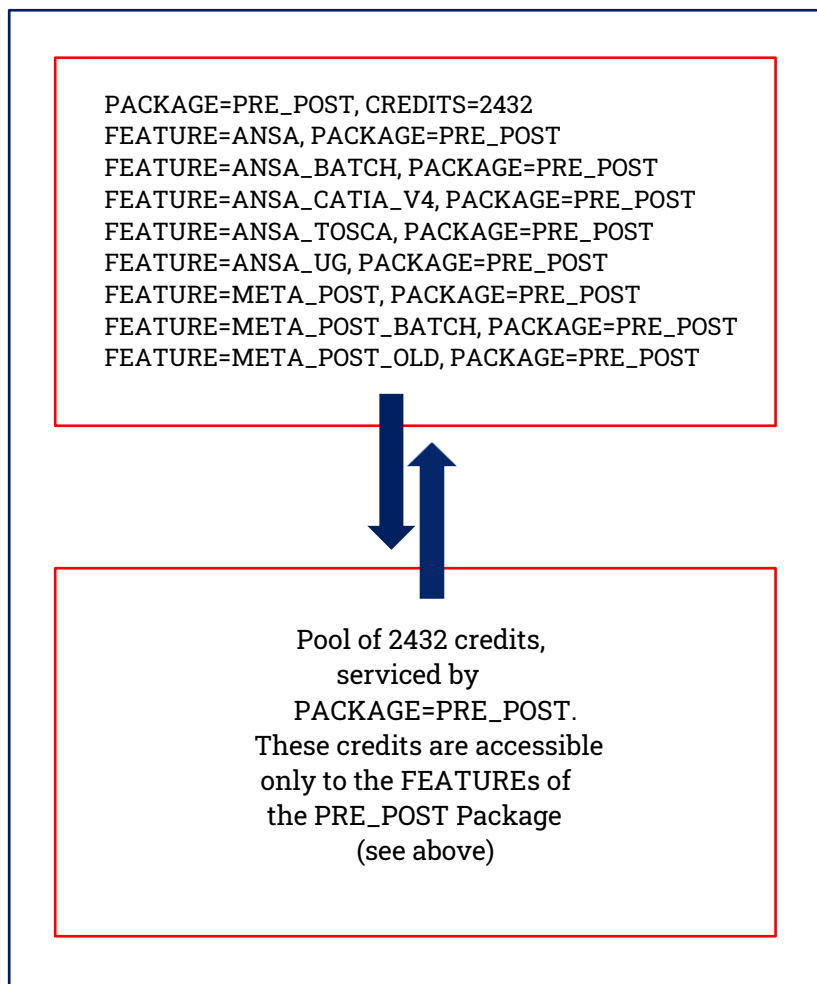 PACKAGE=PRE_POST, CREDITS=2432
FEATURE=ANSA, PACKAGE=PRE_POST
FEATURE=ANSA_BATCH, PACKAGE=PRE_POST
FEATURE=ANSA_CATIA_V4, PACKAGE=PRE_POST
FEATURE=ANSA_TOSCA, PACKAGE=PRE_POST
FEATURE=ANSA_UG, PACKAGE=PRE_POST
FEATURE=META_POST, PACKAGE=PRE_POST
FEATURE=META_POST_BATCH, PACKAGE=PRE_POST
FEATURE=META_POST_OLD, PACKAGE=PRE_POST
Pool of 2432 credits,
serviced by
PACKAGE=PRE_POST.
These credits are accessible
only to the FEATUREs of
the PRE_POST Package
(see above)